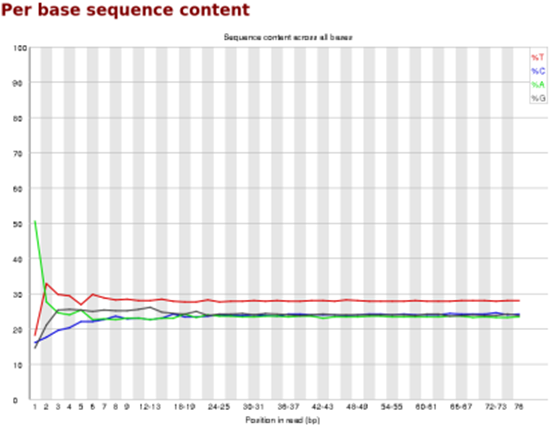 Per base sequence content
Sequence content across all bases
100
%T
%C
90
%A
%G
80
70
60
50
40
30
20
10
0
1 2 3 4 5 6 7 8 9 12-13 18-19 24-25 30-31 36-37 42-43 48-49 54-55 60-61 66-67 72-73 76
Position in read (bp)